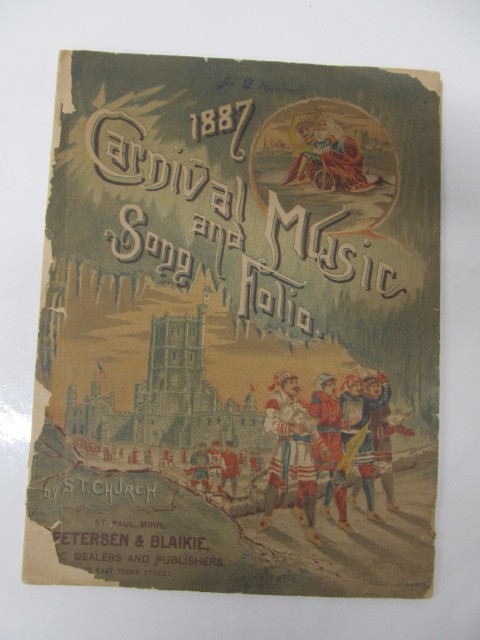 1887
Carnival Music
and
Song Folio.
by S. T. CHURCH
ST. PAUL, MINN,
PETERSEN & BLAIKIE,
C DEALERS AND PUBLISHERS,
EAST THIRD STREET.